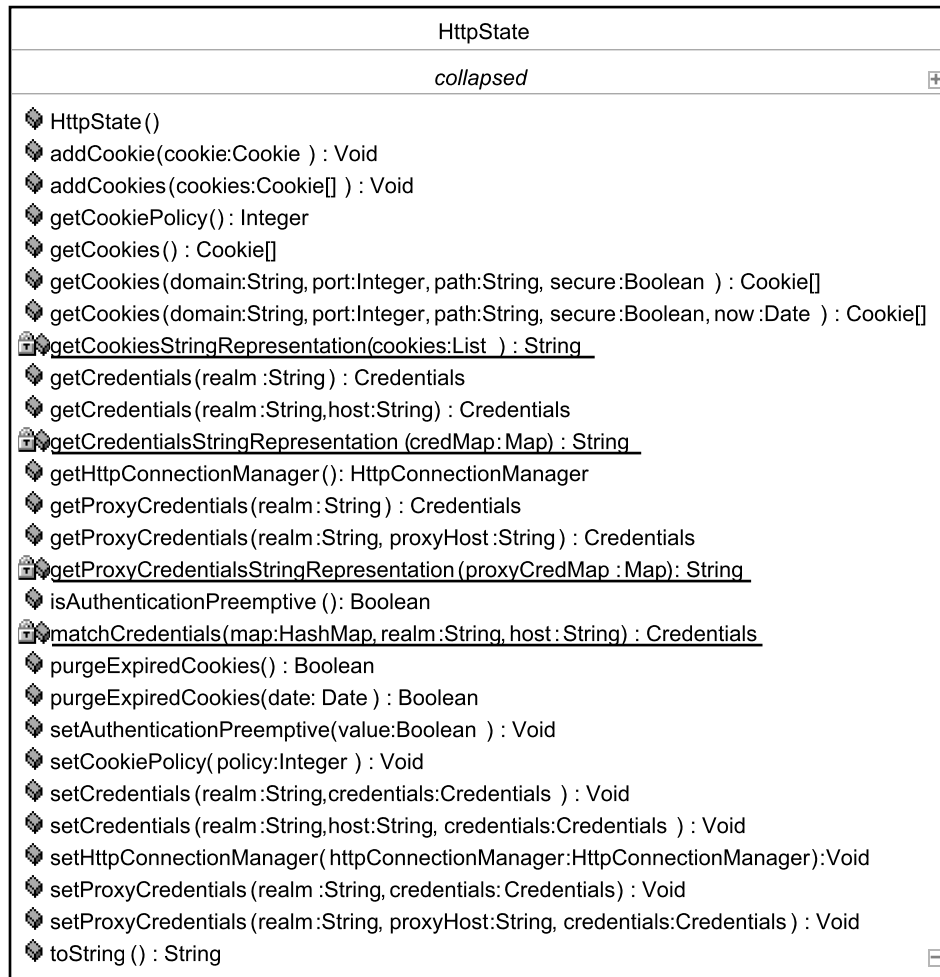 HttpState
collapsed
HttpState()
addCookie(cookie:Cookie ) : Void
addCookies(cookies:Cookie[] ) : Void
getCookiePolicy() : Integer
getCookies() : Cookie[]
getCookies(domain:String, port:Integer, path:String, secure:Boolean ) : Cookie[]
getCookies(domain:String, port:Integer, path:String, secure:Boolean, now:Date ) : Cookie[]
getCookiesStringRepresentation(cookies:List ) : String
getCredentials(realm:String) : Credentials
getCredentials(realm:String,host:String) : Credentials
getCredentialsStringRepresentation (credMap:Map) : String
getHttpConnectionManager(): HttpConnectionManager
getProxyCredentials(realm:String) : Credentials
getProxyCredentials(realm:String, proxyHost:String) : Credentials
getProxyCredentialsStringRepresentation(proxyCredMap :Map): String
isAuthenticationPreemptive (): Boolean
matchCredentials(map:HashMap, realm:String, host:String) : Credentials
purgeExpiredCookies() : Boolean
purgeExpiredCookies(date: Date ) : Boolean
setAuthenticationPreemptive(value:Boolean ) : Void
setCookiePolicy( policy:Integer ) : Void
setCredentials (realm:String,credentials:Credentials ) : Void
setCredentials (realm:String,host:String, credentials:Credentials ) : Void
setHttpConnectionManager( httpConnectionManager:HttpConnectionManager):Void
setProxyCredentials (realm :String, credentials: Credentials) : Void
setProxyCredentials (realm:String, proxyHost:String, credentials:Credentials ) : Void
toString () : String